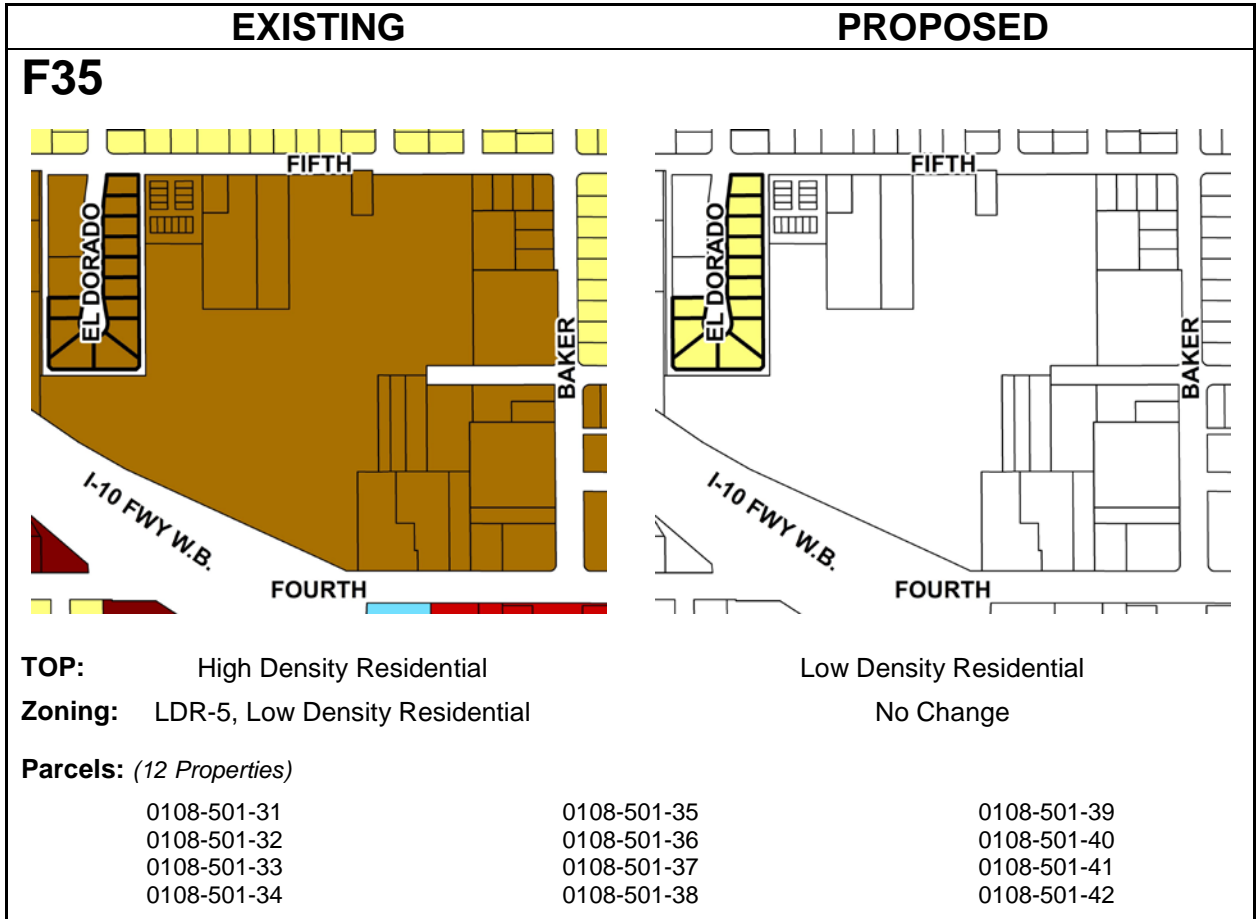 EXISTING PROPOSED
F35
FIFTH
EL DORADO
BAKER
I-10 FWY W.B.
FOURTH
FIFTH
EL DORADO
BAKER
I-10 FWY W.B.
FOURTH
TOP: High Density Residential Low Density Residential
Zoning: LDR-5, Low Density Residential No Change
Parcels: (12 Properties)
0108-501-31 0108-501-35 0108-501-39
0108-501-32 0108-501-36 0108-501-40
0108-501-33 0108-501-37 0108-501-41
0108-501-34 0108-501-38 0108-501-42